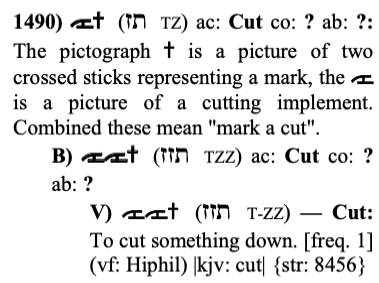 1490) (תז TZ) ac: Cut co: ? ab: ?:
The pictograph † is a picture of two
crossed sticks representing a mark, the
is a picture of a cutting implement.
Combined these mean "mark a cut".
B) (תזז TZZ) ac: Cut co: ?
ab: ?
V) (תזז T-ZZ) — Cut:
To cut something down. [freq. 1]
(vf: Hiphil) |kjv: cut| {str: 8456}